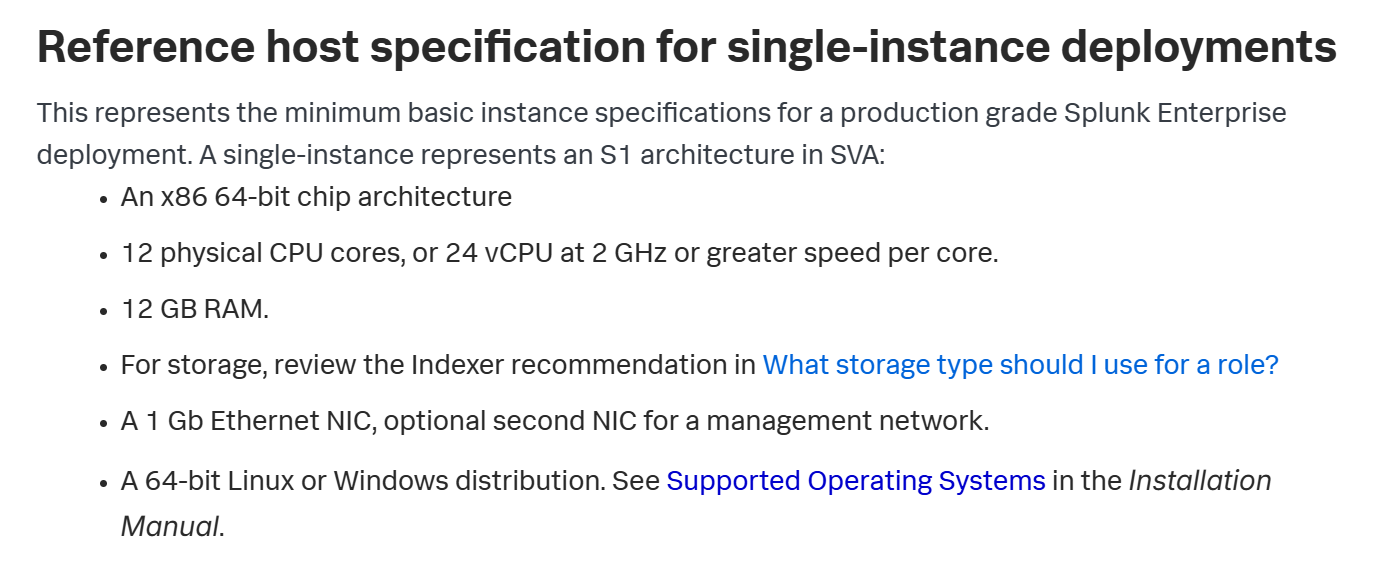 Reference host specification for single-instance deployments
This represents the minimum basic instance specifications for a production grade Splunk Enterprise
deployment. A single-instance represents an S1 architecture in SVA:
• An x86 64-bit chip architecture
• 12 physical CPU cores, or 24 vCPU at 2 GHz or greater speed per core.
• 12 GB RAM.
• For storage, review the Indexer recommendation in What storage type should I use for a role?
• A 1 Gb Ethernet NIC, optional second NIC for a management network.
• A 64-bit Linux or Windows distribution. See Supported Operating Systems in the Installation
Manual.